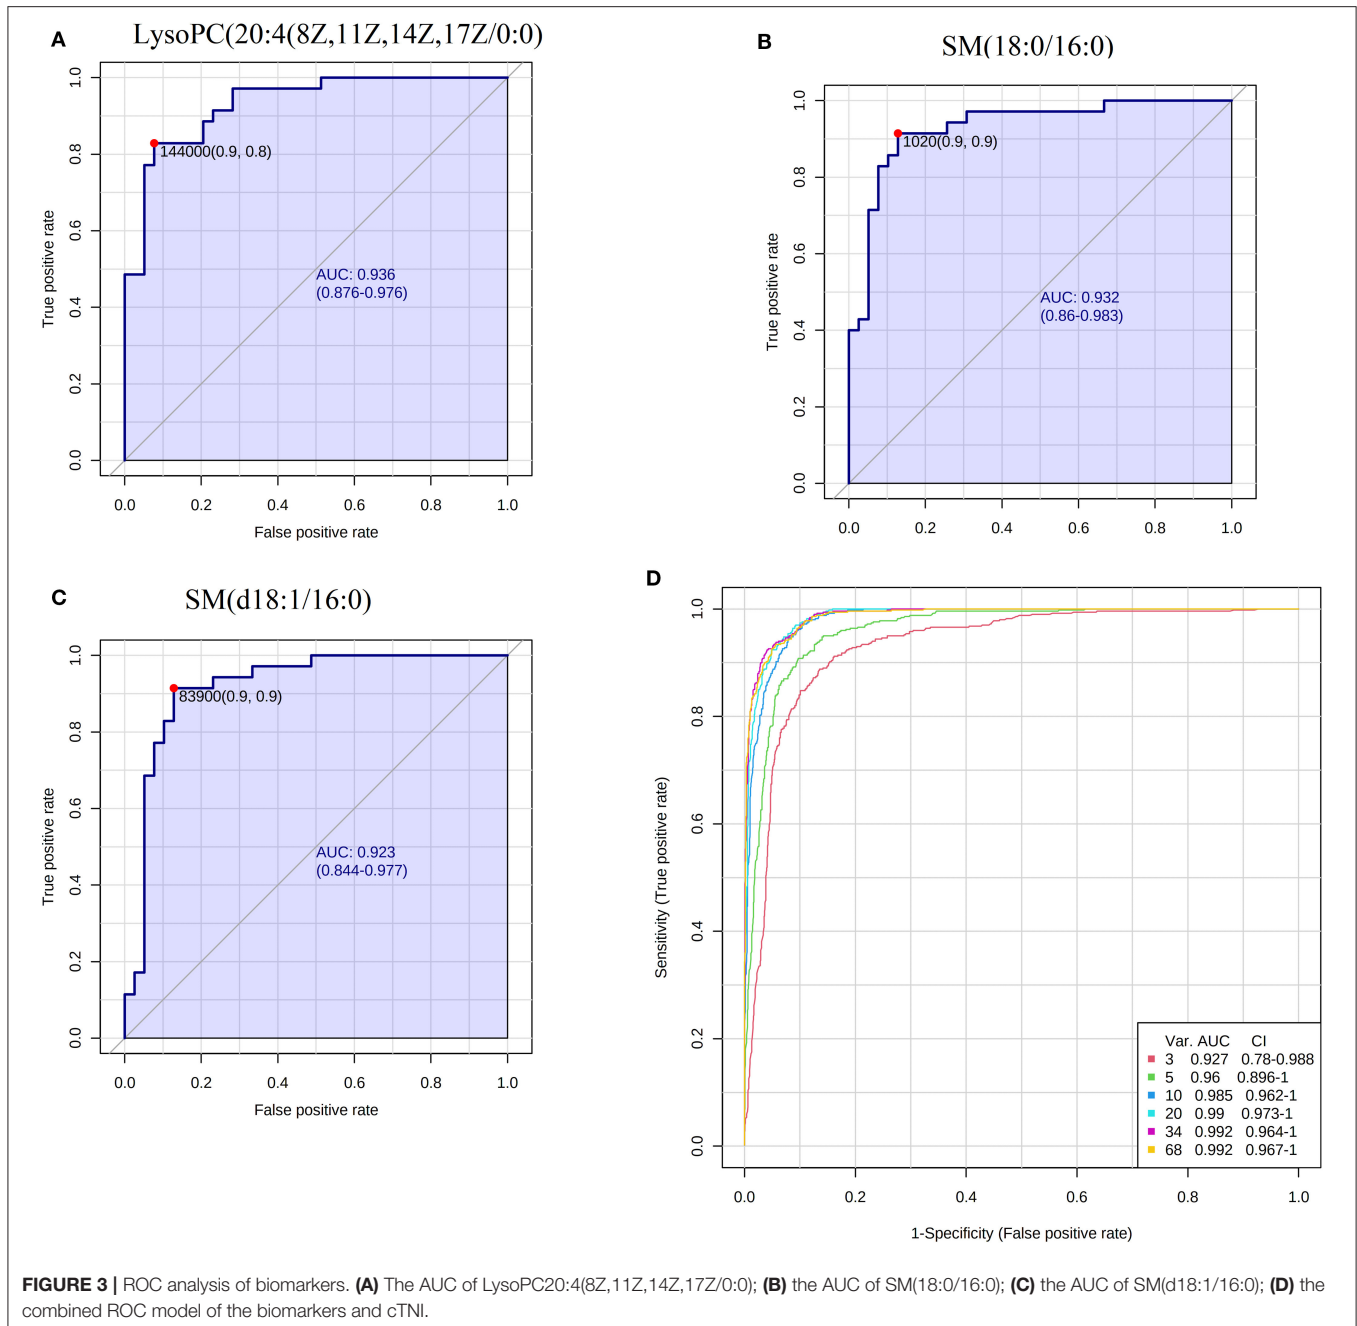 A
LysoPC(20:4(8Z,11Z,14Z,17Z/0:0)
True positive rate
1.0
0.8
0.6
0.4
0.2
0.0
144000(0.9, 0.8)
AUC: 0.936
(0.876-0.976)
0.0 0.2 0.4 0.6 0.8 1.0
False positive rate
B
SM(18:0/16:0)
True positive rate
1.0
0.8
0.6
0.4
0.2
0.0
1020(0.9, 0.9)
AUC: 0.932
(0.86-0.983)
0.0 0.2 0.4 0.6 0.8 1.0
C
SM(d18:1/16:0)
True positive rate
1.0
0.8
0.6
0.4
0.2
0.0
83900(0.9, 0.9)
AUC: 0.923
(0.844-0.977)
0.0 0.2 0.4 0.6 0.8 1.0
False positive rate
D
Sensitivity (True positive rate)
1.0
0.8
0.6
0.4
0.2
0.0
Var. AUC CI
3 0.927 0.78-0.988
5 0.96 0.896-1
10 0.985 0.962-1
20 0.99 0.973-1
34 0.992 0.964-1
68 0.992 0.967-1
0.0 0.2 0.4 0.6 0.8 1.0
1-Specificity (False positive rate)
FIGURE 3 | ROC analysis of biomarkers. (A) The AUC of LysoPC20:4(8Z,11Z,14Z,17Z/0:0); (B) the AUC of SM(18:0/16:0); (C) the AUC of SM(d18:1/16:0); (D) the
combined ROC model of the biomarkers and cTNI.